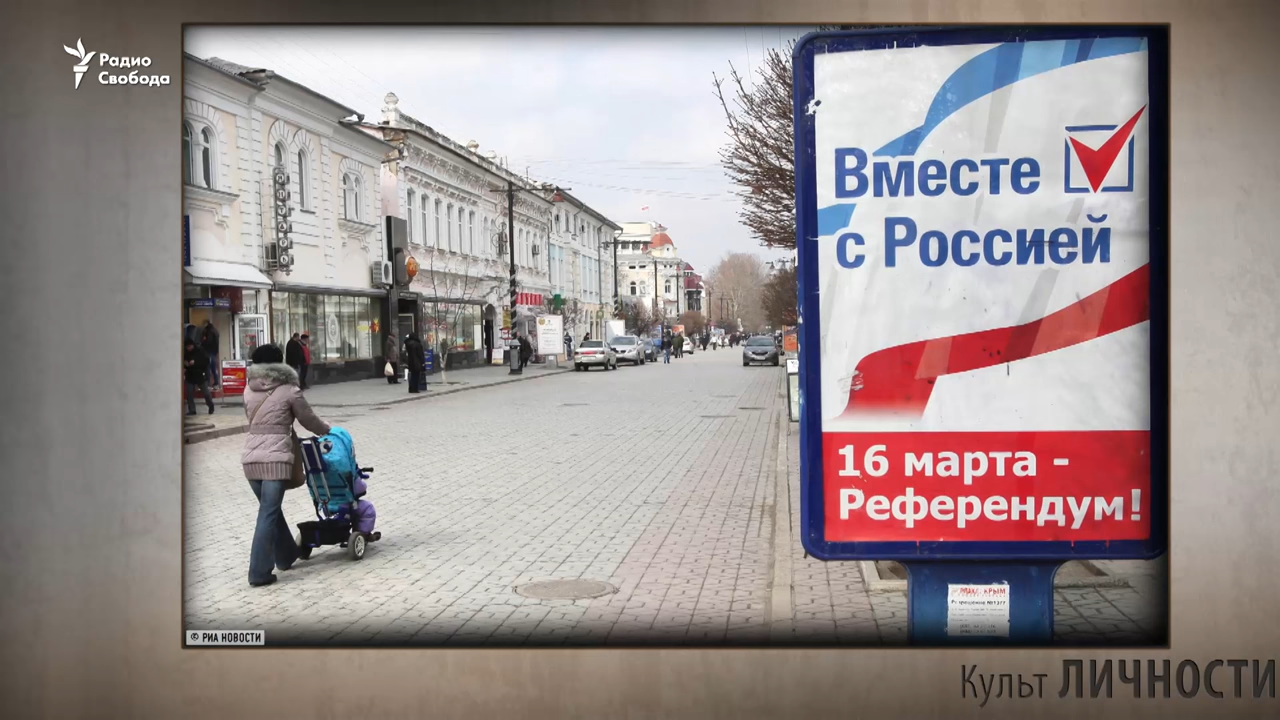 Радио
Свобода
Вместе
с Россией
16 марта -
Референдум!
© РИА НОВОСТИ
Культ ЛИЧНОСТИ